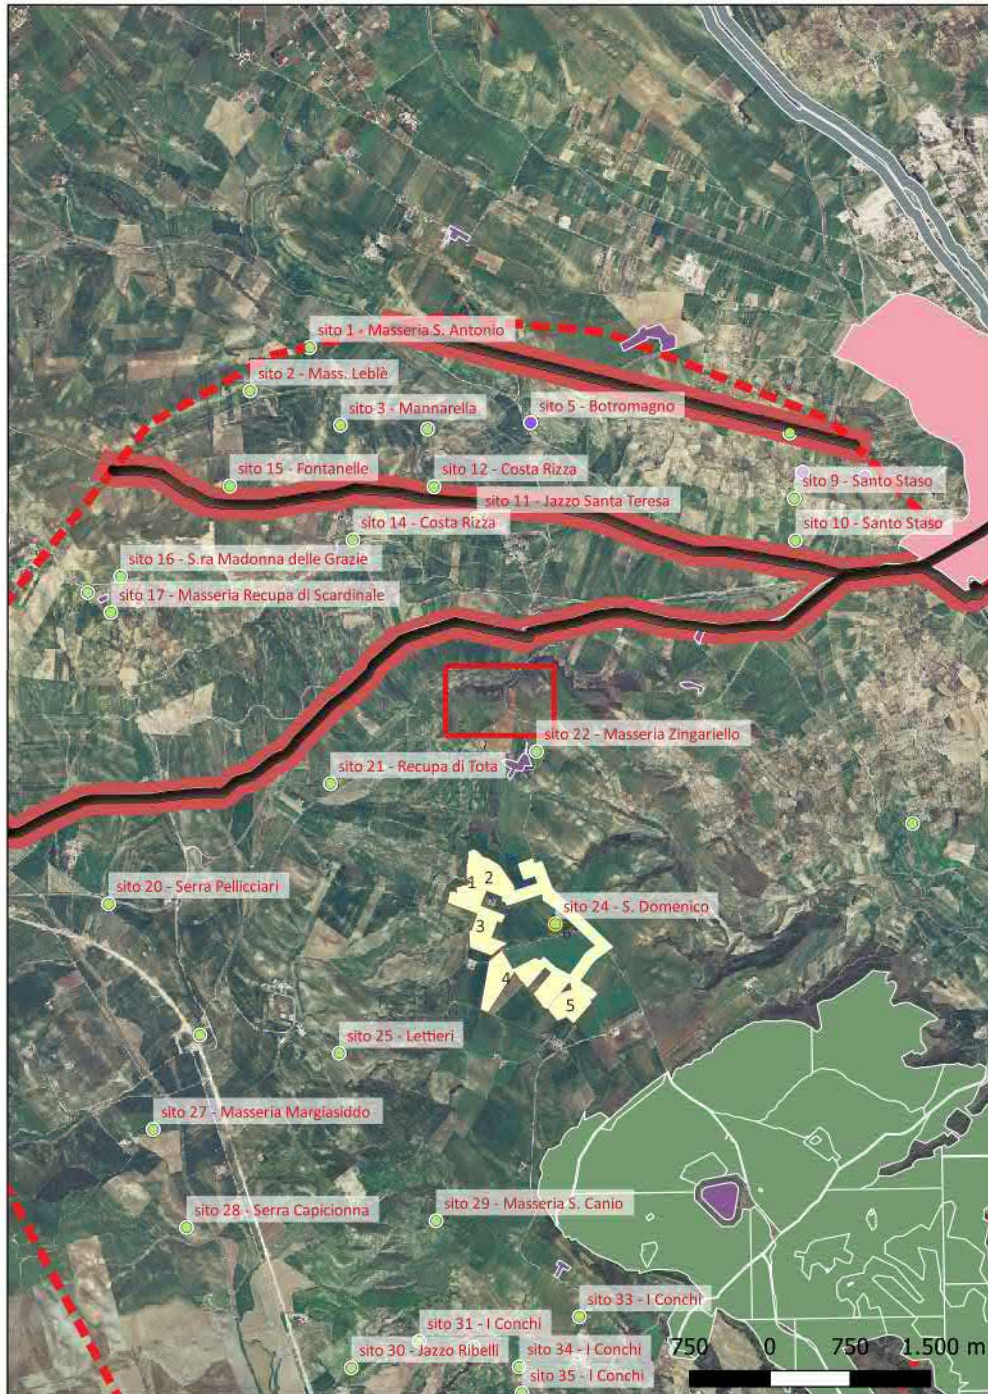 sito 1 - Masseria S. Antonio
sito 2 - Mass. Leblè
sito 3 - Mannarella
sito 5 - Botromagno
sito 15 - Fontanelle
sito 12 - Costa Rizza
sito 9 - Santo Staso
sito 11 - Jazzo Santa Teresa
sito 14 - Costa Rizza
sito 10 - Santo Staso
sito 16 - S.ra Madonna delle Grazie
sito 17 - Masseria Recupa di Scardinale
sito 22 - Masseria Zingariello
sito 21 - Recupa di Tota
sito 20 - Serra Pellicciari
1
2
sito 24 - S. Domenico
3
6
4
5
sito 25 - Lettieri
sito 27 - Masseria Margiasiddo
sito 28 - Serra Capicionna
sito 29 - Masseria S. Canio
sito 33 - I Conchi
sito 31 - I Conchi
sito 30 - Jazzo Ribelli
sito 34 - I Conchi
sito 35 - I Conchi
750 0 750 1.500 m